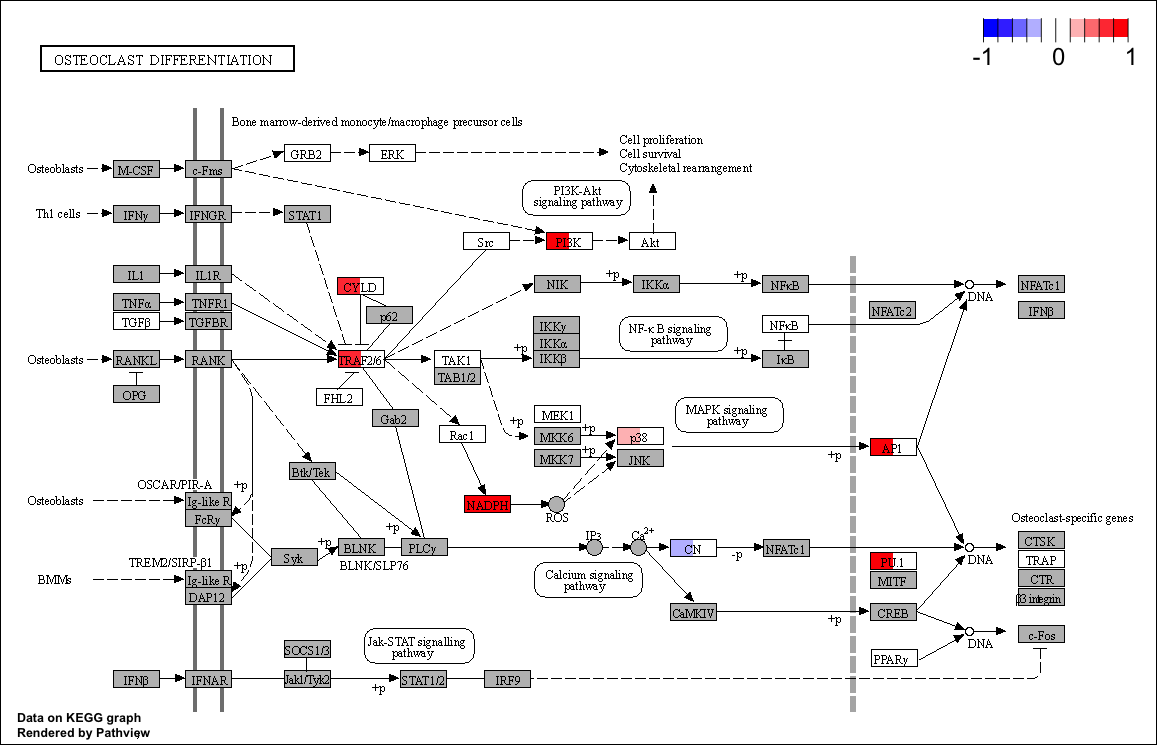 -1 0 1
OSTEOCLAST DIFFERENTIATION
Bone marrow-derived monocyte/macrophage precursor cells
GRB2
ERK
Cell proliferation
Cell survival
Cytoskeletal rearrangement
Osteoblasts
M-CSF
c-Fms
PI3K-Akt
signaling pathway
Th1 cells
IFNγ
IFNGR
STAT1
Src
PI3K
Akt
IL1
IL1R
CYLD
NIK
+p
IKKα
+p
NFκB
DNA
NFATc1
TNFα
TNFR1
p62
NFATc2
IFNβ
TGFβ
TGFBR
IKKγ
IKKα
IKKβ
NF-κ B signaling
pathway
NFκB
Osteoblasts
RANKL
RANK
TRAF2/6
TAK1
TAB1/2
+p
+p
IκB
OPG
FHL2
Gab2
Rac1
+p
MEK1
MKK6
+p
p38
MAPK signaling
pathway
MKK7
+p
JNK
+p
AP1
Btk/Tek
OSCAR/PIR-A
+p
Osteoblasts
Ig-like R
FcRγ
NADPH
ROS
Osteoclast-specific genes
+p
IP3
Ca2+
Syk
+p
BLNK
PLCγ
CN
-p
NFATc1
DNA
CTSK
BLNK/SLP76
TREM2/SIRP-β1
+p
PU.1
TRAP
BMMs
Ig-like R
DAP12
Calcium signaling
pathway
MITF
CTR
β3 integrin
CaMKIV
+p
CREB
DNA
c-Fos
SOCS1/3
Jak-STAT signalling
pathway
PPARγ
IFNβ
IFNAR
Jak1/Tyk2
+p
STAT1/2
IRF9
Data on KEGG graph
Rendered by Pathview